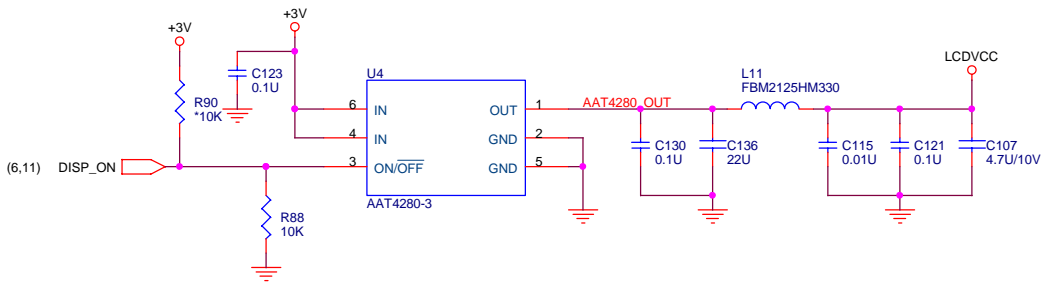 +3V
+3V
C123
0.1U
R90
*10K
U4
6 IN
4 IN
3 ON/OFF
OUT 1
GND 2
GND 5
AAT4280-3
(6,11) DISP_ON
R88
10K
AAT4280_OUT
L11
FBM2125HM330
LCDVCC
C130
0.1U
C136
22U
C115
0.01U
C121
0.1U
C107
4.7U/10V